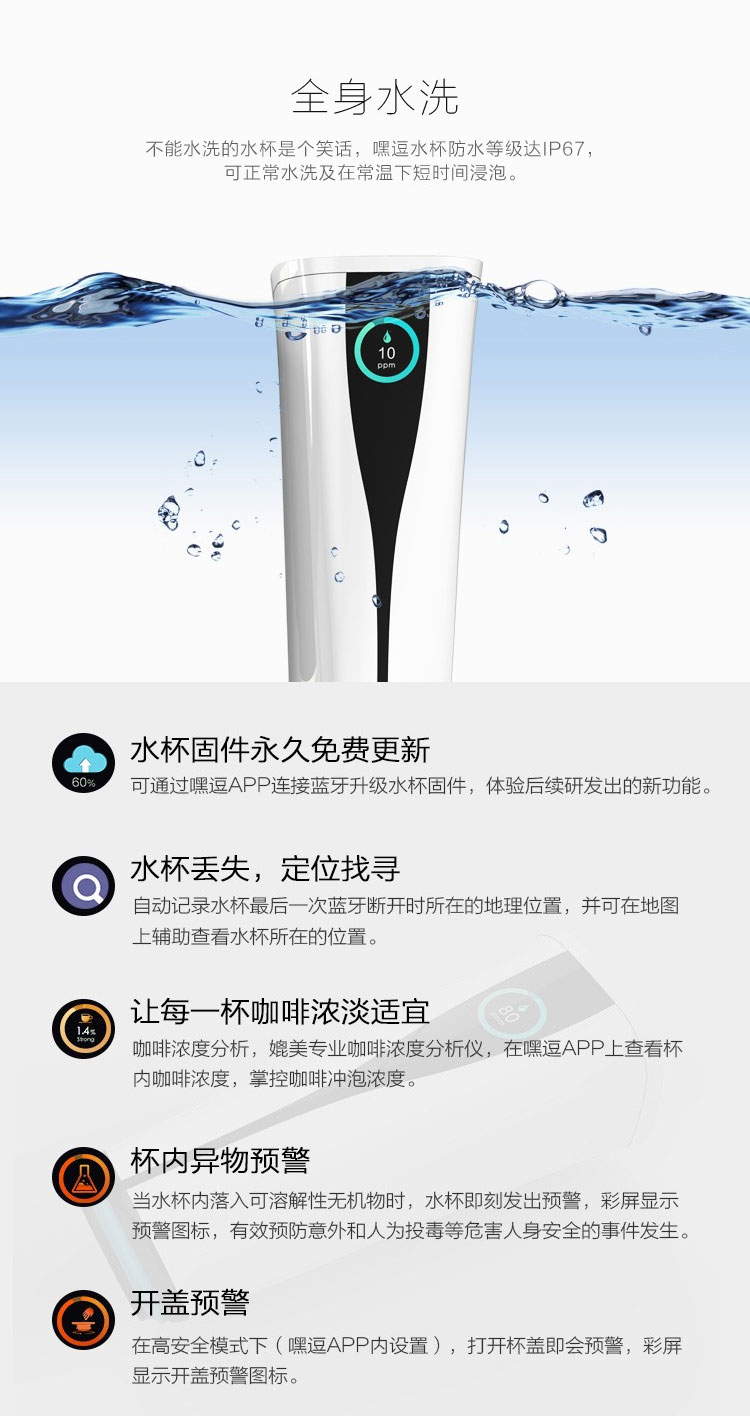 全身水洗
不能水洗的水杯是个笑话，嘿逗水杯防水等级达IP67，
可正常水洗及在常温下短时间浸泡。
10
ppm
水杯固件永久免费更新
60%
可通过嘿逗APP连接蓝牙升级水杯固件，体验后续研发出的新功能。
水杯丢失，定位找寻
自动记录水杯最后一次蓝牙断开时所在的地理位置，并可在地图
上辅助查看水杯所在的位置。
让每一杯咖啡浓淡适宜
80
1.4%
Strong
咖啡浓度分析，媲美专业咖啡浓度分析仪，在嘿逗APP上查看杯
内咖啡浓度，掌控咖啡冲泡浓度。
杯内异物预警
当水杯内落入可溶解性无机物时，水杯即刻发出预警，彩屏显示
预警图标，有效预防意外和人为投毒等危害人身安全的事件发生。
开盖预警
在高安全模式下（嘿逗APP内设置），打开杯盖即会预警，彩屏
显示开盖预警图标。